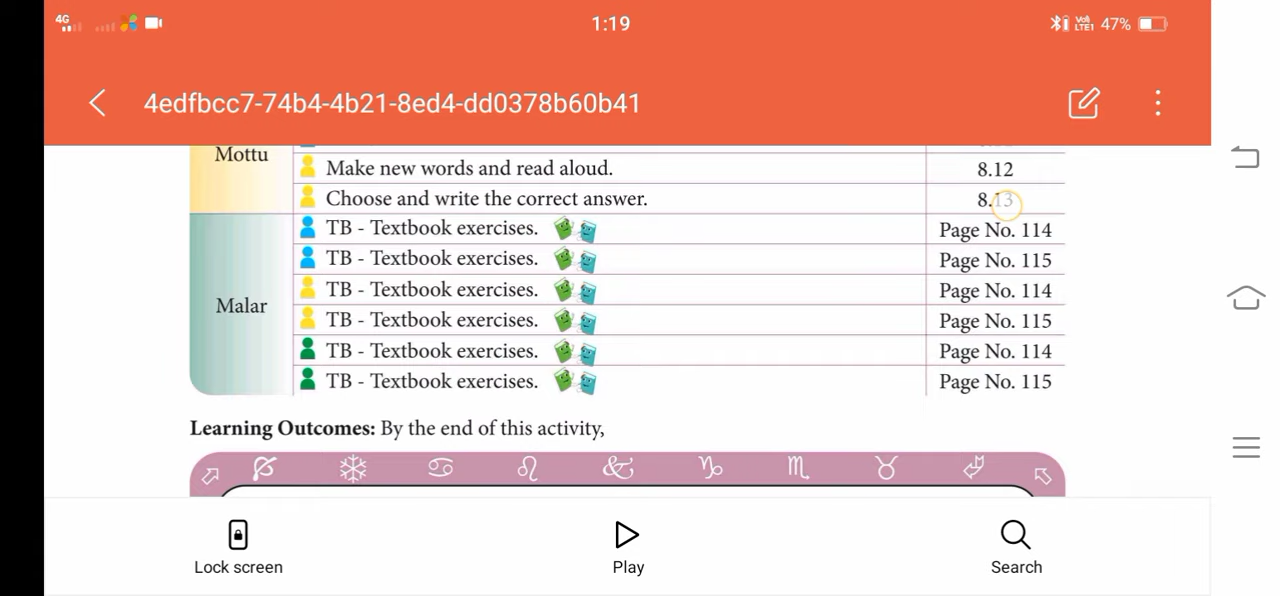 4G 1:19 Vo) LTE1 47%
4edfbcc7-74b4-4b21-8ed4-dd0378b60b41
Mottu
Make new words and read aloud. 8.12
Choose and write the correct answer. 8.13
TB - Textbook exercises. Page No. 114
TB - Textbook exercises. Page No. 115
TB - Textbook exercises. Page No. 114
Malar
TB - Textbook exercises. Page No. 115
TB - Textbook exercises. Page No. 114
TB - Textbook exercises. Page No. 115
Learning Outcomes: By the end of this activity,
Lock screen Play Search